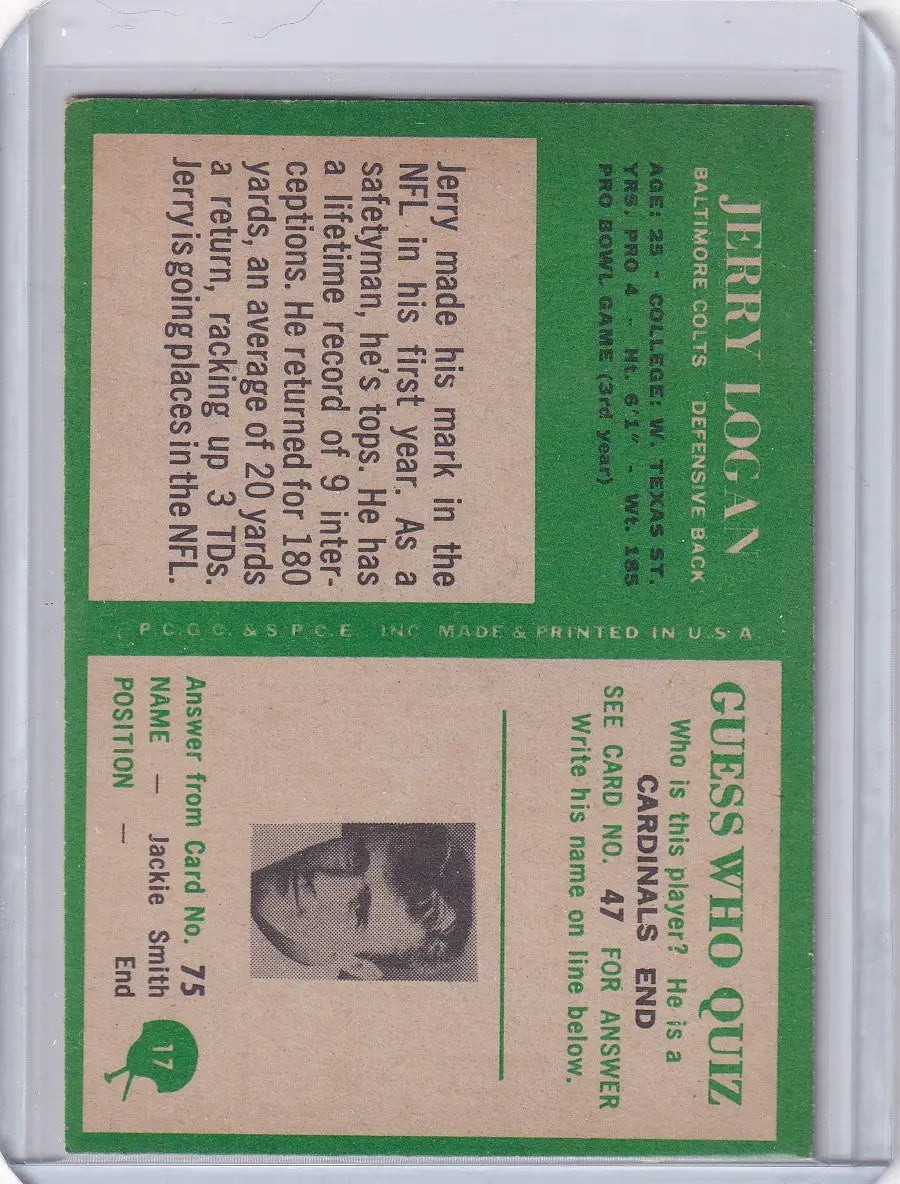 JERRY LOGAN
BALTIMORE COLTS DEFENSIVE BACK
AGE: 25 - COLLEGE: W. TEXAS ST.
YRS. PRO 4 - Ht. 6'1" - Wt. 185
PRO BOWL GAME (3rd year)
Jerry made his mark in the
NFL in his first year. As a
safetyman, he's tops. He has
a lifetime record of 9 inter-
ceptions. He returned for 180
yards, an average of 20 yards
a return, racking up 3 TDs.
Jerry is going places in the NFL.
P.C.G.C. & S.P.C.E. INC MADE & PRINTED IN U.S.A
GUESS WHO QUIZ
Who is this player? He is a
CARDINALS END
SEE CARD NO. 47 FOR ANSWER
Write his name on line below.
Answer from Card No. 75
NAME — Jackie Smith
POSITION — End
17